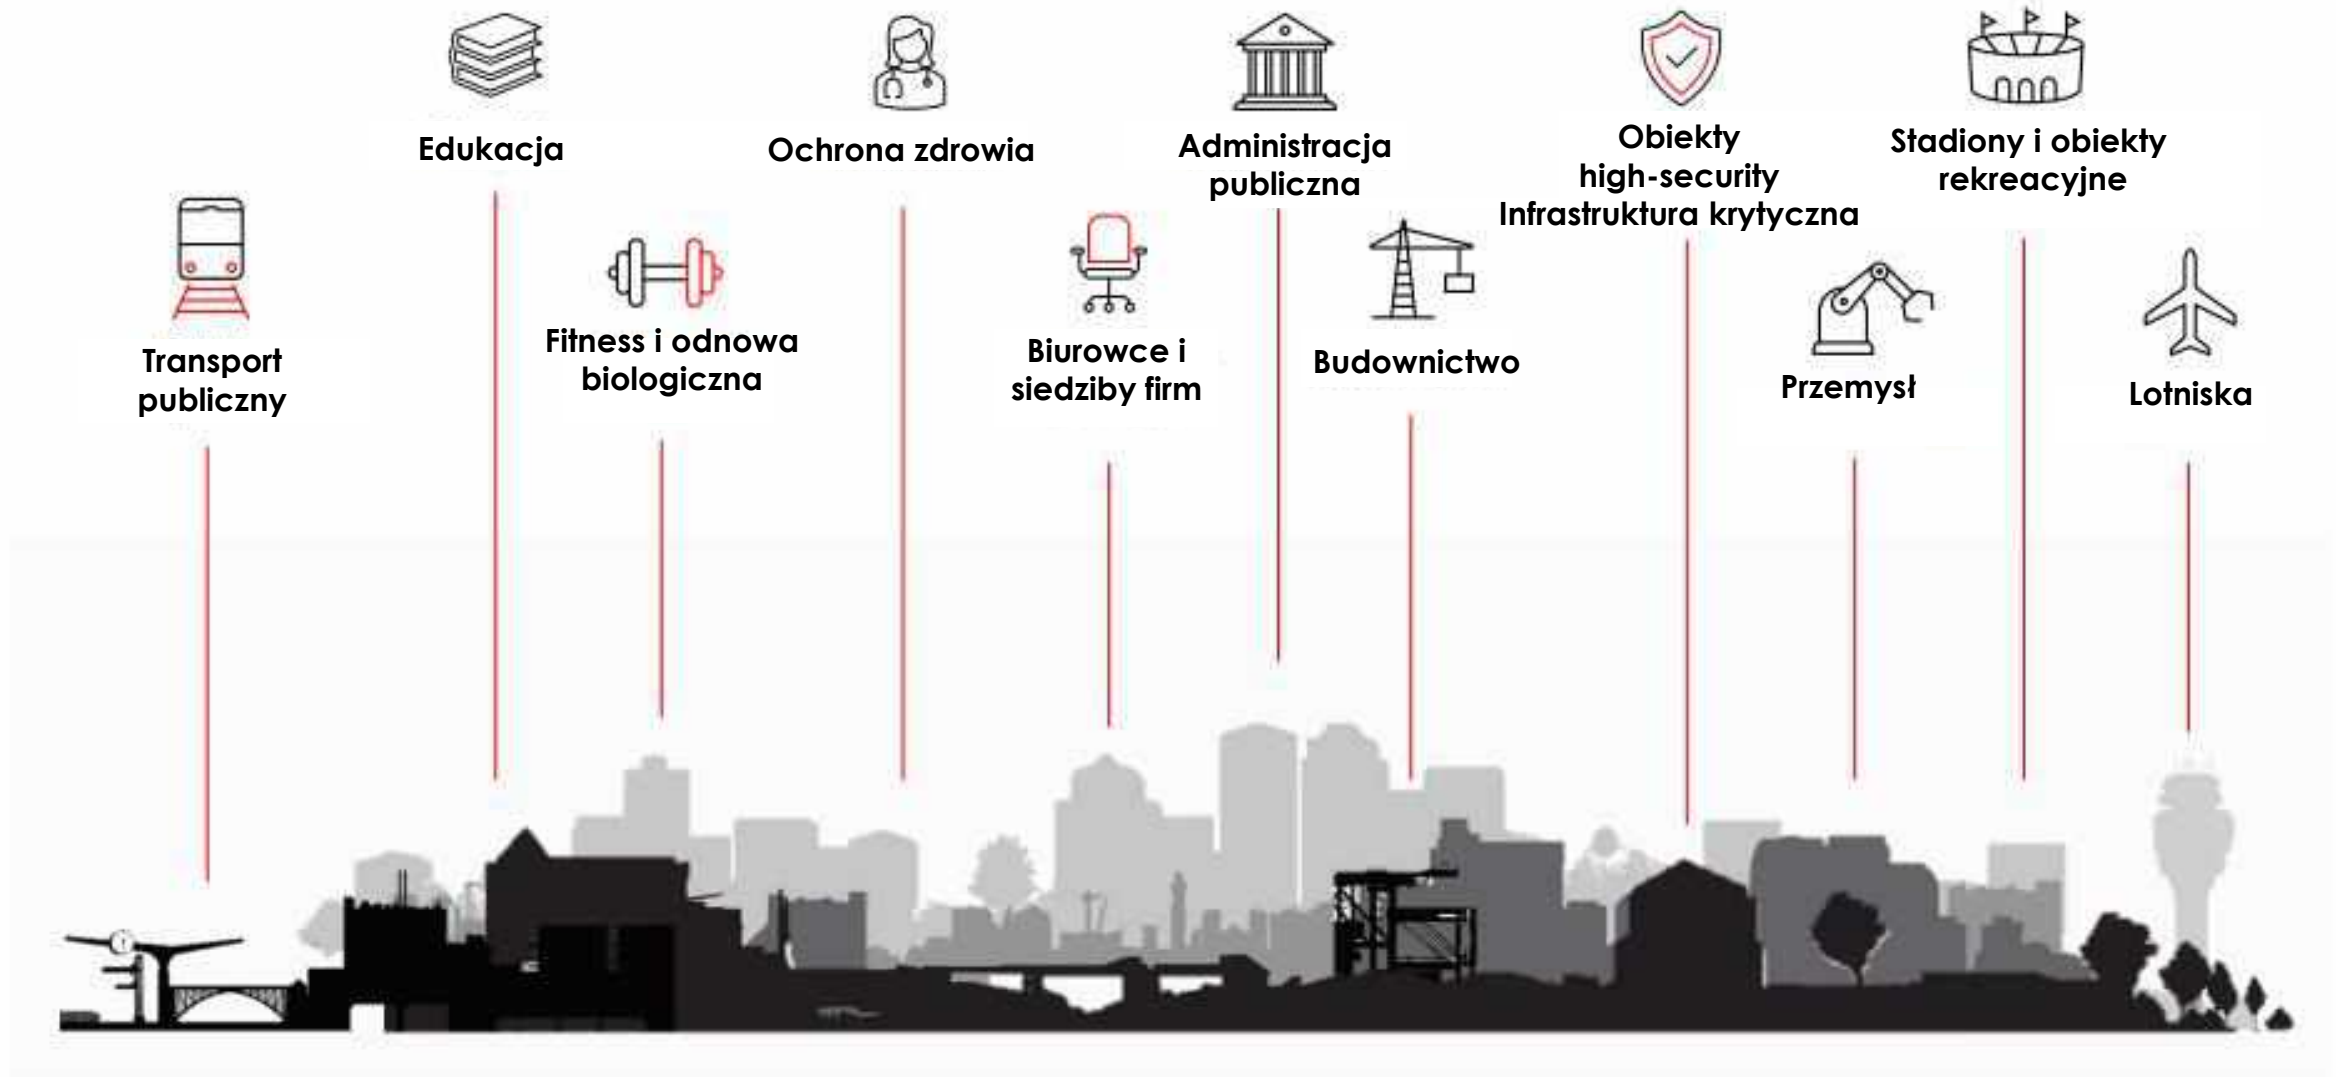 Edukacja
Ochrona zdrowia
Administracja
publiczna
Obiekty
high-security
Infrastruktura krytyczna
Stadiony i obiekty
rekreacyjne
Transport
publiczny
Fitness i odnowa
biologiczna
Biurowce i
siedziby firm
Budownictwo
Przemysł
Lotniska